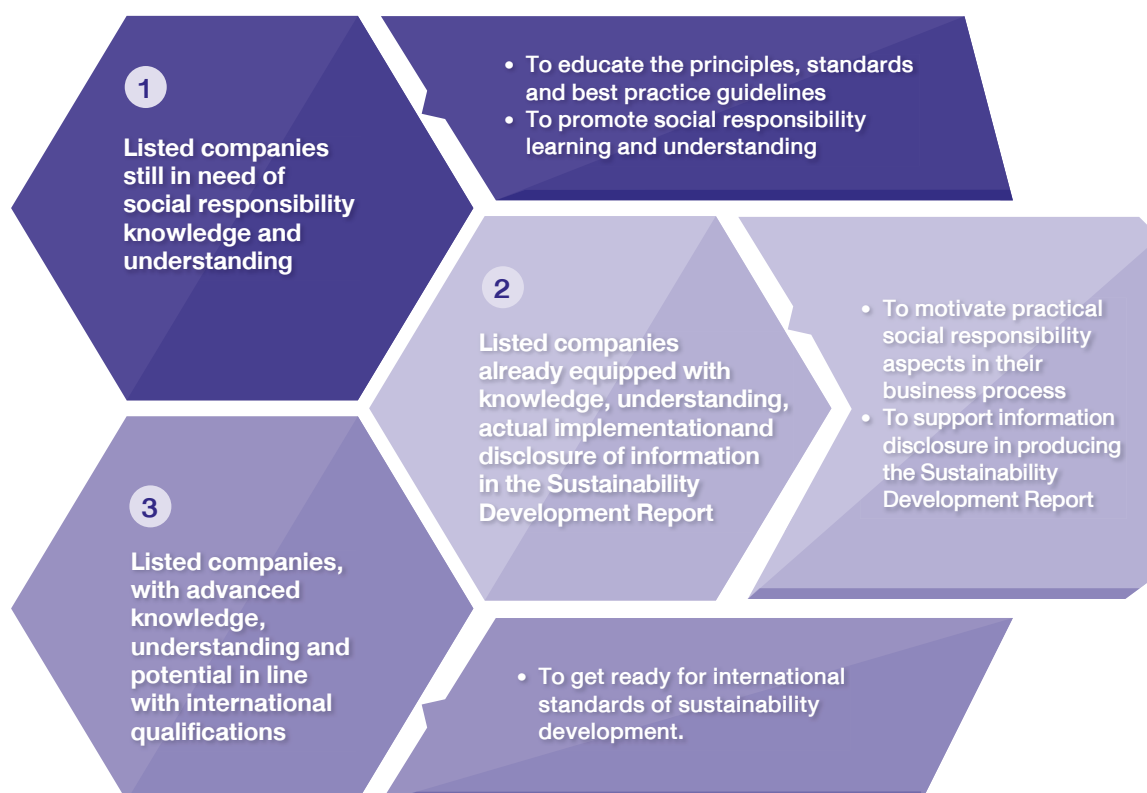 1
Listed companies
still in need of
social responsibility
knowledge and
understanding
• To educate the principles, standards
and best practice guidelines
• To promote social responsibility
learning and understanding
2
Listed companies
already equipped with
knowledge, understanding,
actual implementationand
disclosure of information
in the Sustainability
Development Report
• To motivate practical
social responsibility
aspects in their
business process
• To support information
disclosure in producing
the Sustainability
Development Report
3
Listed companies,
with advanced
knowledge,
understanding and
potential in line
with international
qualifications
• To get ready for international
standards of sustainability
development.